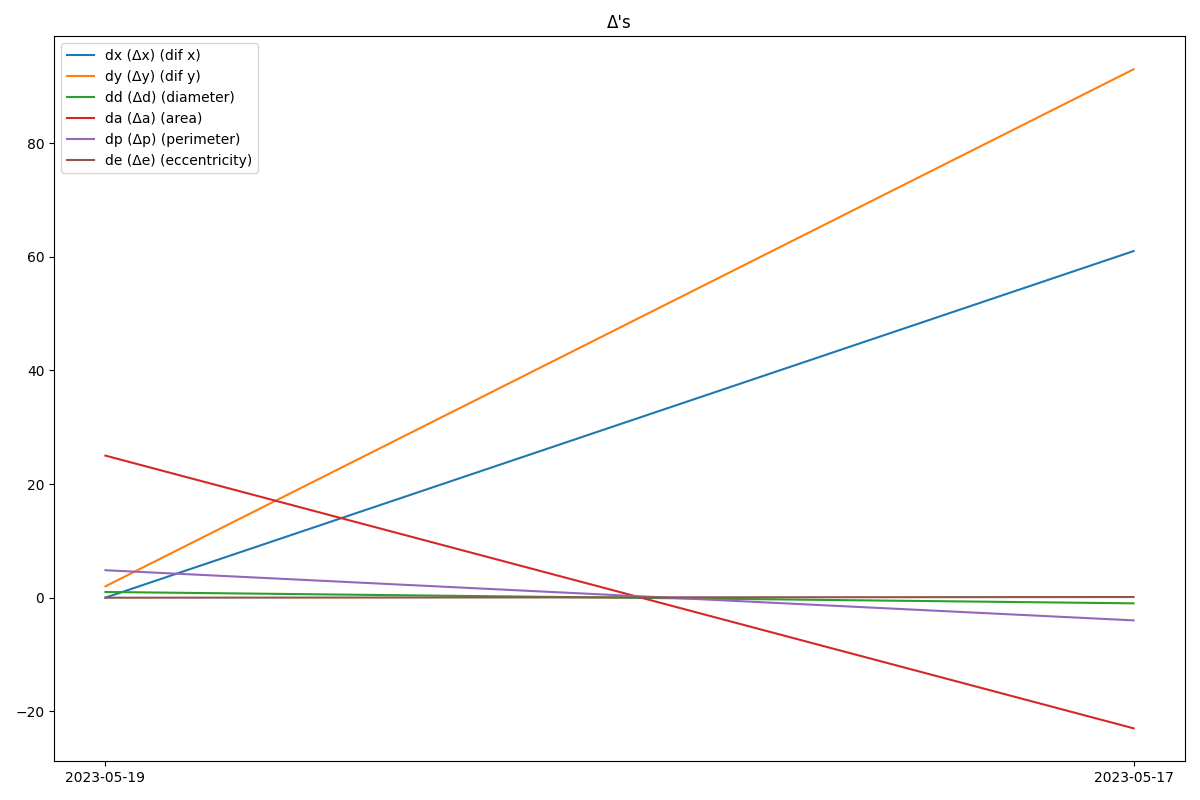 Δ's
dx (Δx) (dif x)
dy (Δy) (dif y)
dd (Δd) (diameter)
da (Δa) (area)
dp (Δp) (perimeter)
de (Δe) (eccentricity)
80
60
40
20
0
−20
2023-05-19 2023-05-17